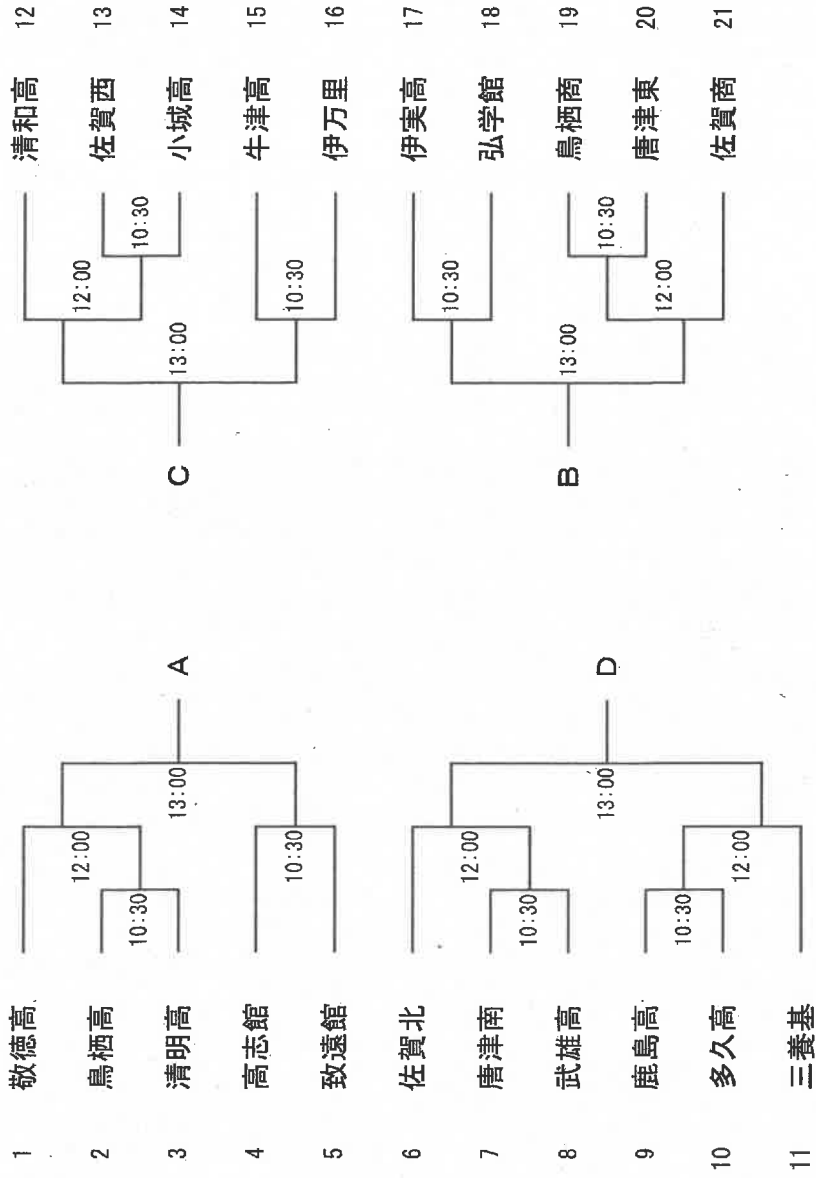 1 敬徳高
2 鳥栖高
3 清明高
4 高志館
5 致遠館
6 佐賀北
7 唐津南
8 武雄高
9 鹿島高
10 多久高
11 三養基
12:00
10:30
13:00
10:30
A
12:00
10:30
13:00
10:30
12:00
D
清和高 12
佐賀西 13
小城高 14
牛津高 15
伊万里 16
伊実高 17
弘学館 18
鳥栖商 19
唐津東 20
佐賀商 21
12:00
10:30
13:00
10:30
C
10:30
13:00
10:30
12:00
B